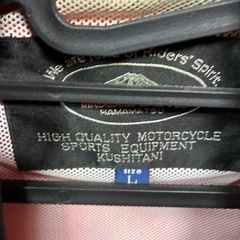 We are Riders' Spirit.
HAMAMATSU
HIGH QUALITY MOTORCYCLE
SPORTS EQUIPMENT
KUSHITANI
SIZE
L